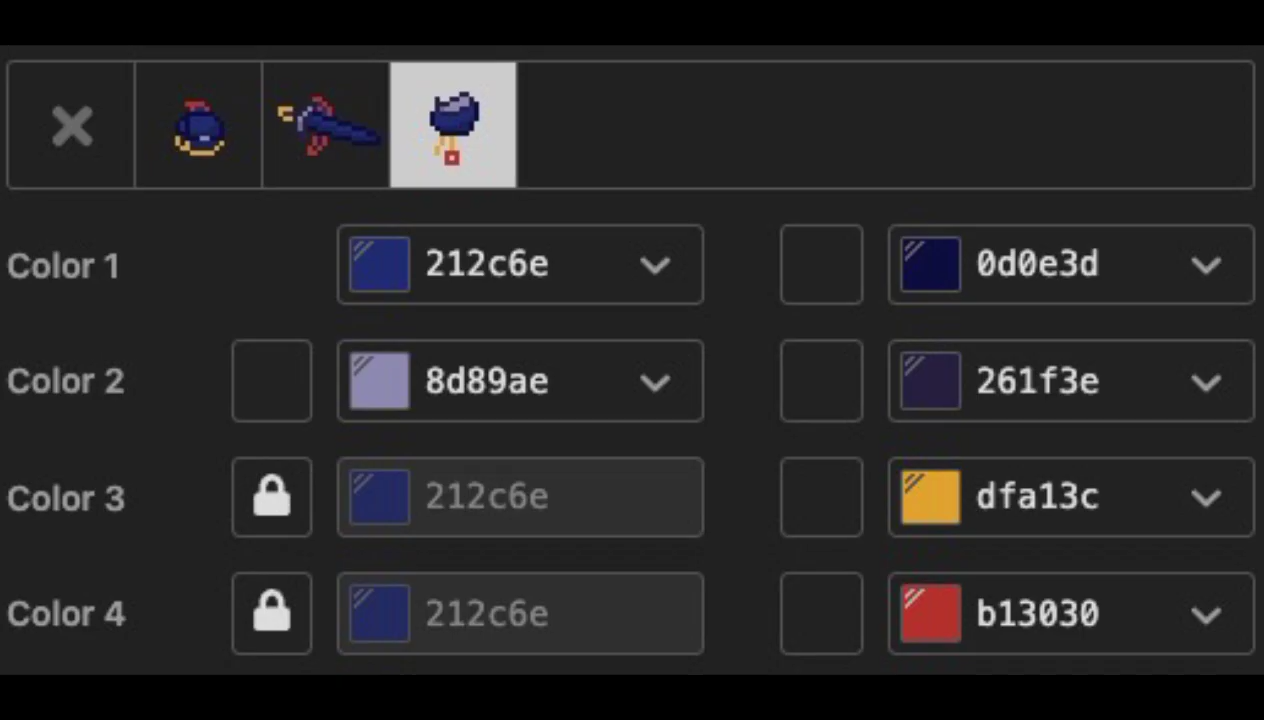 Color 1 212c6e 0d0e3d
Color 2 8d89ae 261f3e
Color 3 212c6e dfa13c
Color 4 212c6e b13030